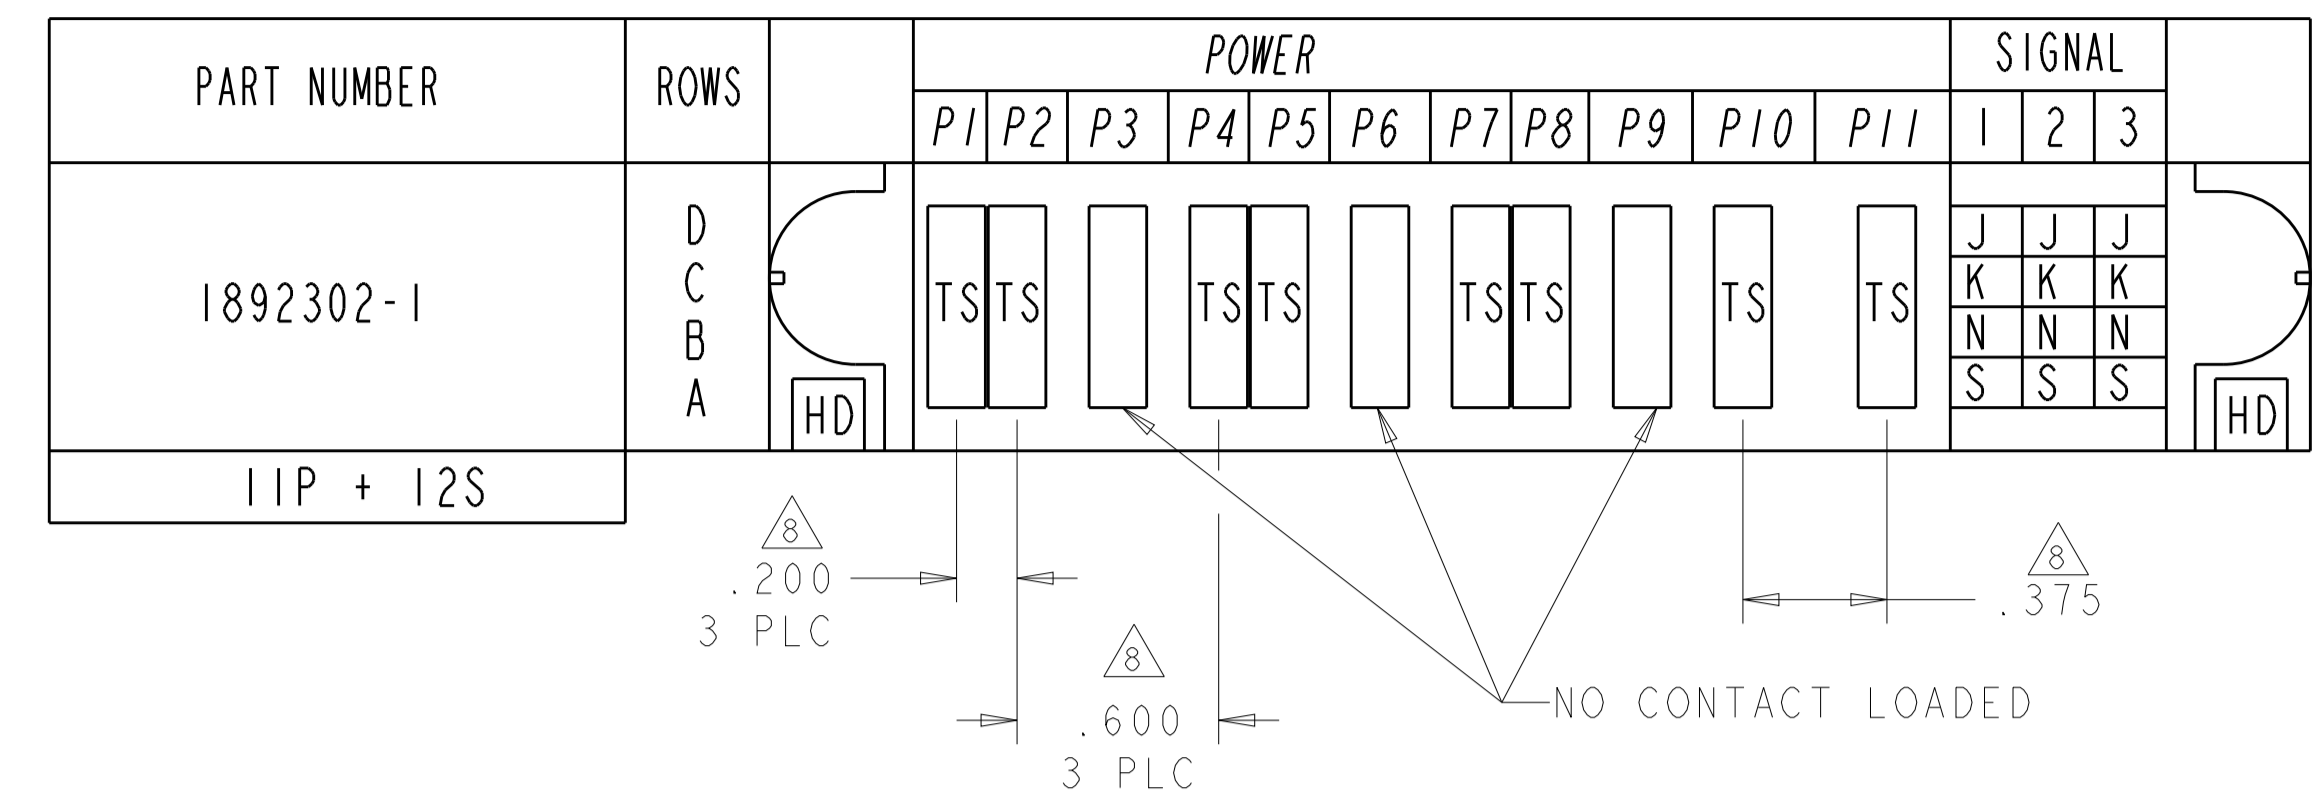 PART NUMBER ROWS POWER SIGNAL
P1 P2 P3 P4 P5 P6 P7 P8 P9 P10 P11 1 2 3
1892302-1
D
C
B
A
HD
TS TS TS TS TS TS TS TS
J J J
K K K
N N N
S S S
HD
11P + 12S
8
.200
3 PLC
8
.600
3 PLC
NO CONTACT LOADED
8
.375